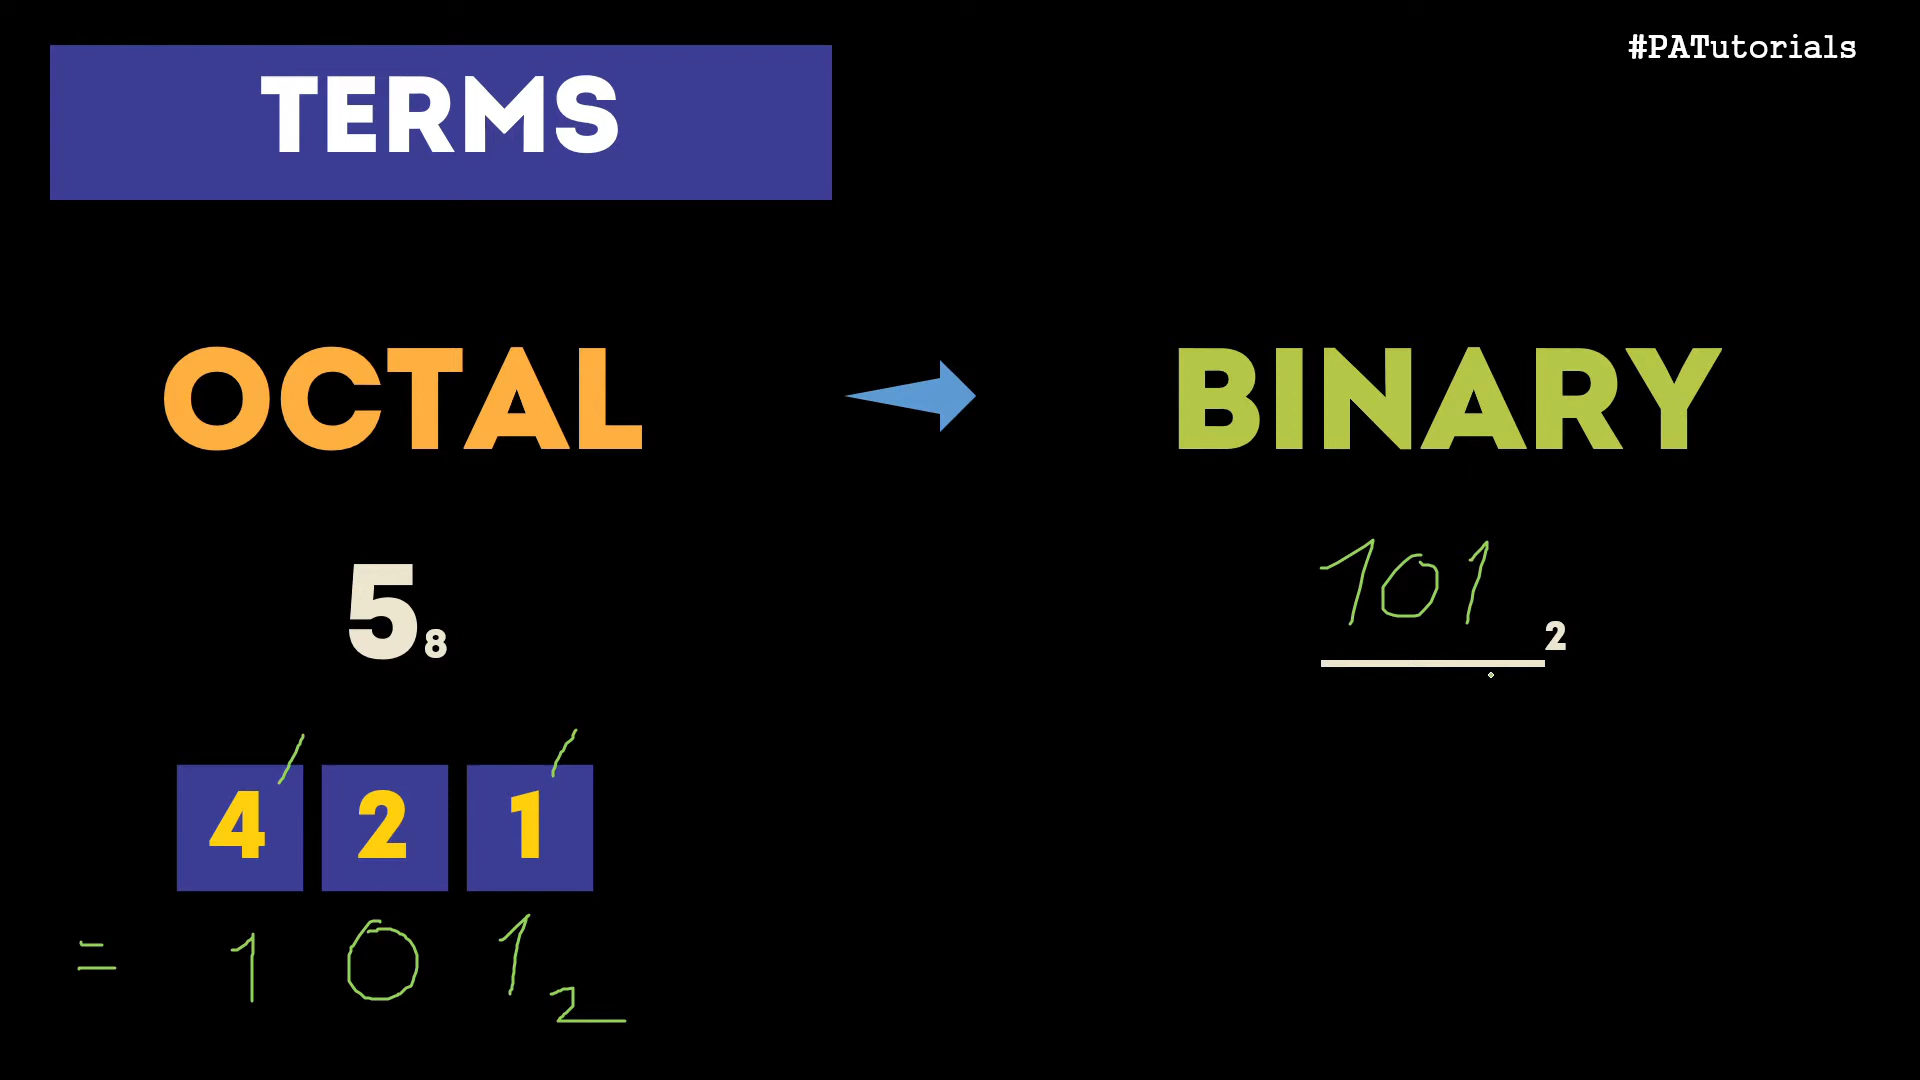 #PATutorials
TERMS
OCTAL BINARY
5₈ 101₂
4 2 1
= 1 0 1₂